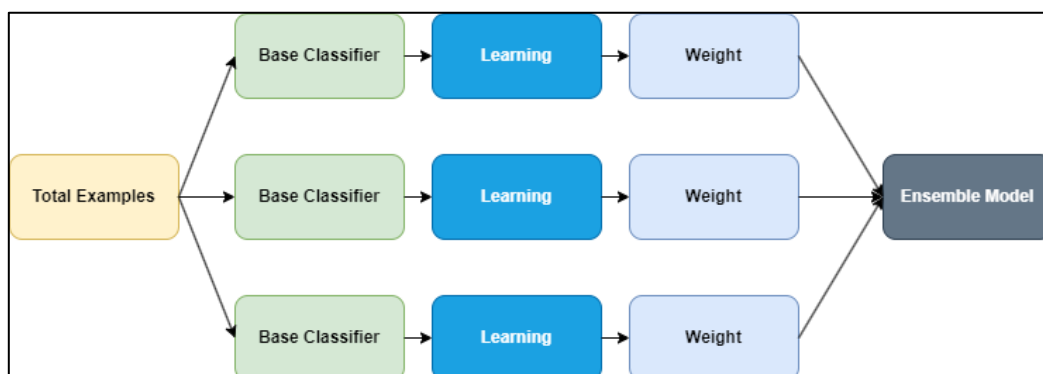 Base Classifier
Learning
Weight
Total Examples
Base Classifier
Learning
Weight
Ensemble Model
Base Classifier
Learning
Weight